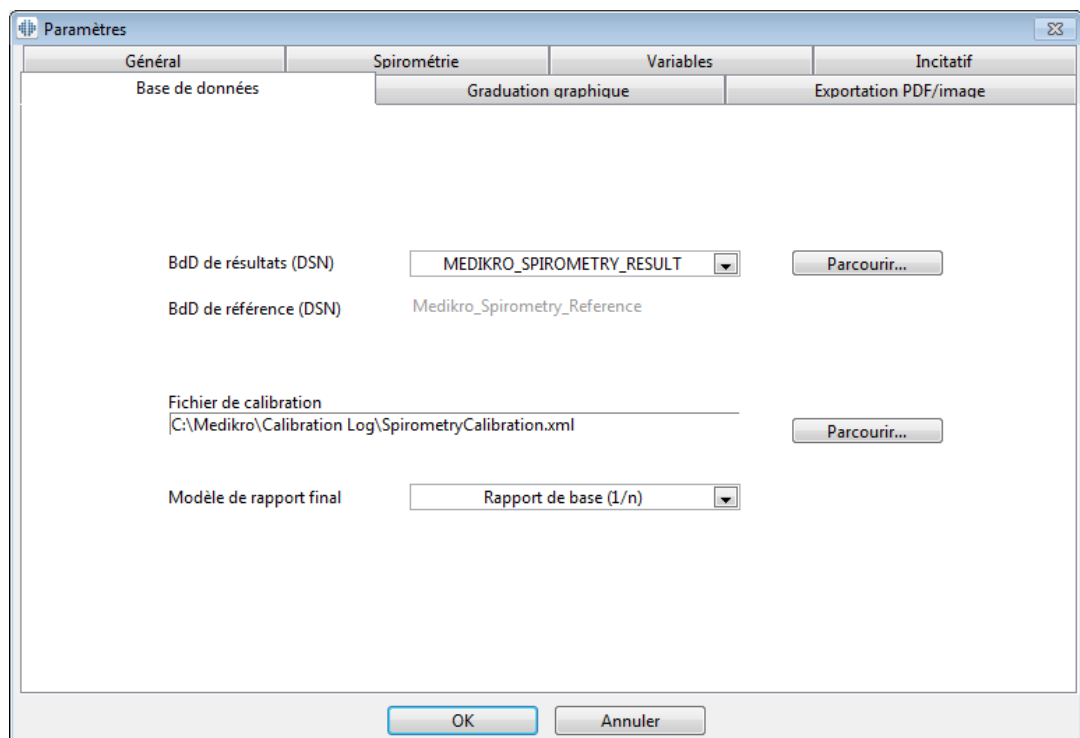 Paramètres
Général Spirométrie Variables Incitatif
Base de données Graduation graphique Exportation PDF/image
BdD de résultats (DSN) MEDIKRO_SPIROMETRY_RESULT Parcourir...
BdD de référence (DSN) Medikro_Spirometry_Reference
Fichier de calibration
C:\Medikro\Calibration Log\SpirometryCalibration.xml Parcourir...
Modèle de rapport final Rapport de base (1/n)
OK Annuler